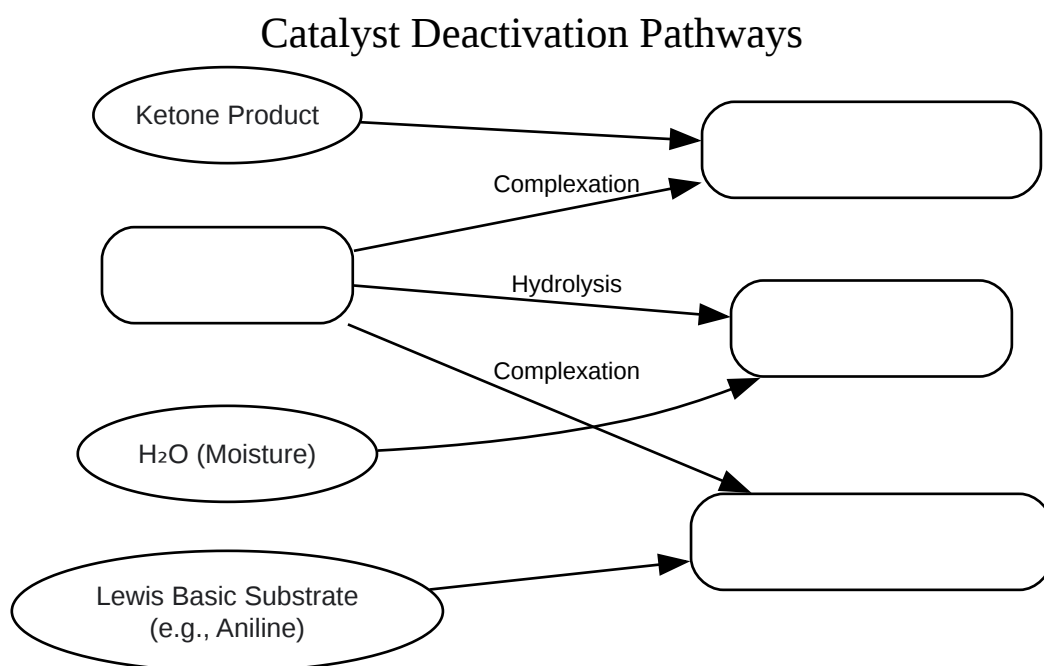 Catalyst Deactivation Pathways
Ketone Product
Complexation
Hydrolysis
Complexation
H₂O (Moisture)
Lewis Basic Substrate
(e.g., Aniline)